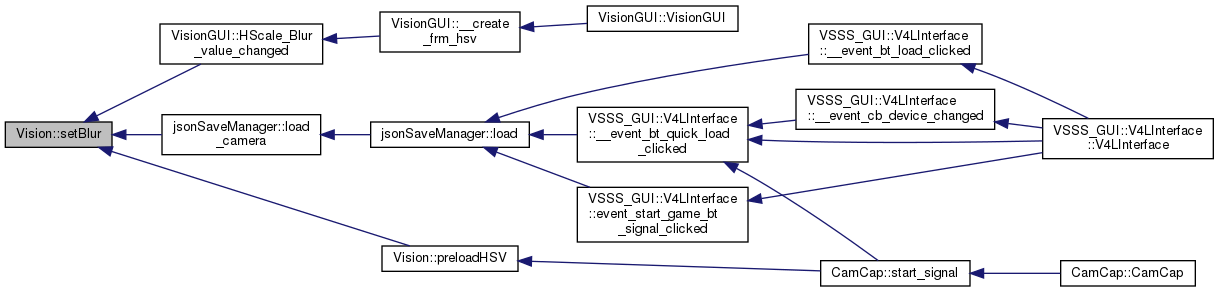 Vision::setBlur
VisionGUI::HScale_Blur
_value_changed
VisionGUI::__create
_frm_hsv
VisionGUI::VisionGUI
jsonSaveManager::load
_camera
jsonSaveManager::load
VSSS_GUI::V4LInterface
::__event_bt_load_clicked
VSSS_GUI::V4LInterface
::__event_bt_quick_load
_clicked
VSSS_GUI::V4LInterface
::__event_cb_device_changed
VSSS_GUI::V4LInterface
::V4LInterface
VSSS_GUI::V4LInterface
::event_start_game_bt
_signal_clicked
Vision::preloadHSV
CamCap::start_signal
CamCap::CamCap